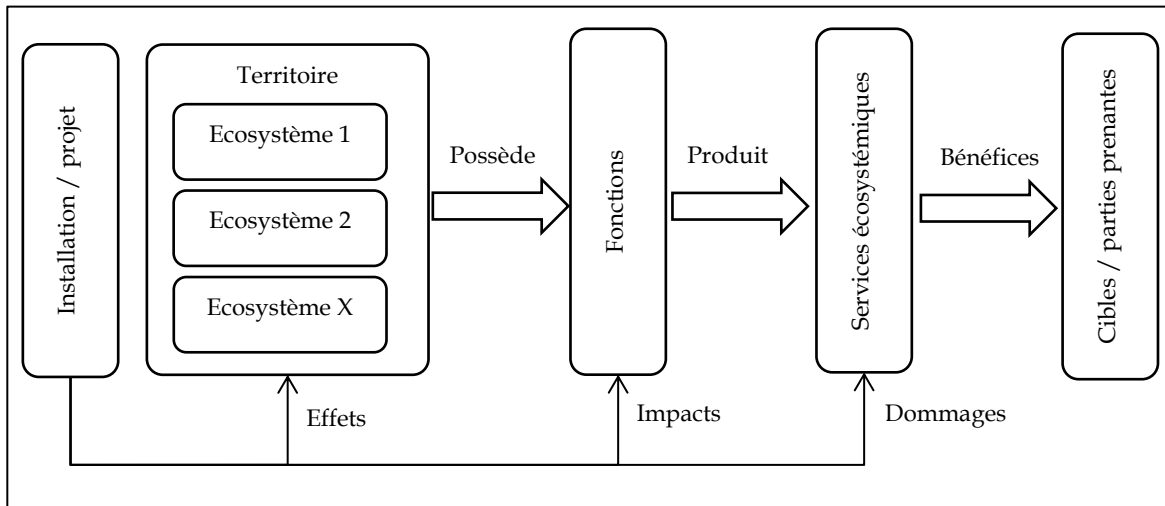 Installation / projet
Territoire
Ecosystème 1
Ecosystème 2
Ecosystème X
Possède
Fonctions
Produit
Services écosystémiques
Bénéfices
Cibles / parties prenantes
Effets
Impacts
Dommages